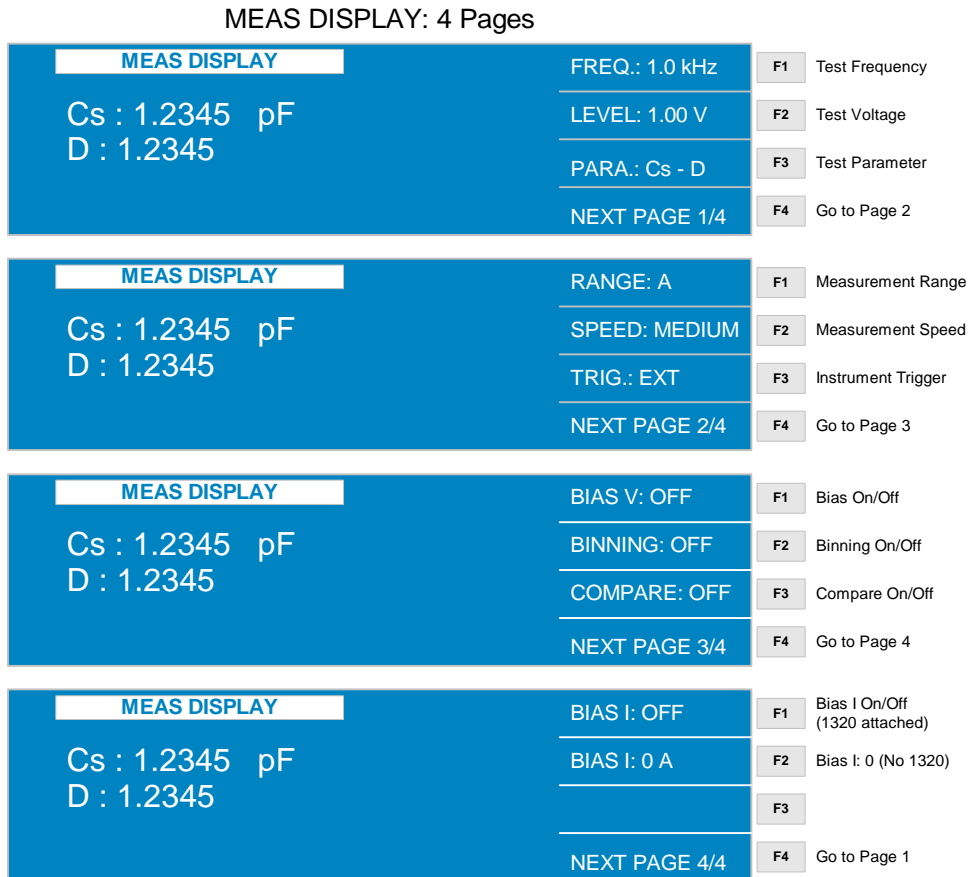 MEAS DISPLAY: 4 Pages
MEAS DISPLAY
Cs : 1.2345 pF
D : 1.2345
FREQ.: 1.0 kHz
F1 Test Frequency
LEVEL: 1.00 V
F2 Test Voltage
PARA.: Cs - D
F3 Test Parameter
NEXT PAGE 1/4
F4 Go to Page 2
MEAS DISPLAY
Cs : 1.2345 pF
D : 1.2345
RANGE: A
F1 Measurement Range
SPEED: MEDIUM
F2 Measurement Speed
TRIG.: EXT
F3 Instrument Trigger
NEXT PAGE 2/4
F4 Go to Page 3
MEAS DISPLAY
Cs : 1.2345 pF
D : 1.2345
BIAS V: OFF
F1 Bias On/Off
BINNING: OFF
F2 Binning On/Off
COMPARE: OFF
F3 Compare On/Off
NEXT PAGE 3/4
F4 Go to Page 4
MEAS DISPLAY
Cs : 1.2345 pF
D : 1.2345
BIAS I: OFF
F1 Bias I On/Off
(1320 attached)
BIAS I: 0 A
F2 Bias I: 0 (No 1320)
F3
NEXT PAGE 4/4
F4 Go to Page 1